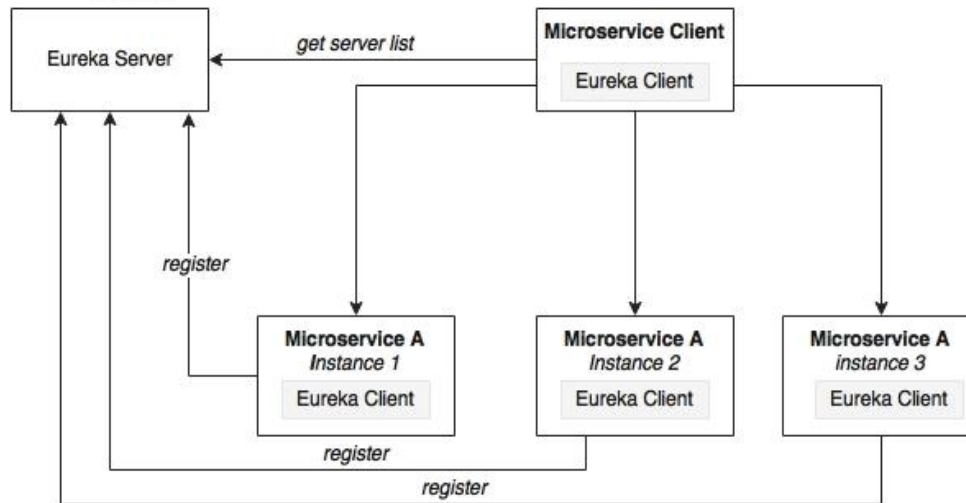 Eureka Server
get server list
Microservice Client
Eureka Client
register
Microservice A
Instance 1
Eureka Client
Microservice A
Instance 2
Eureka Client
Microservice A
instance 3
Eureka Client
register
register